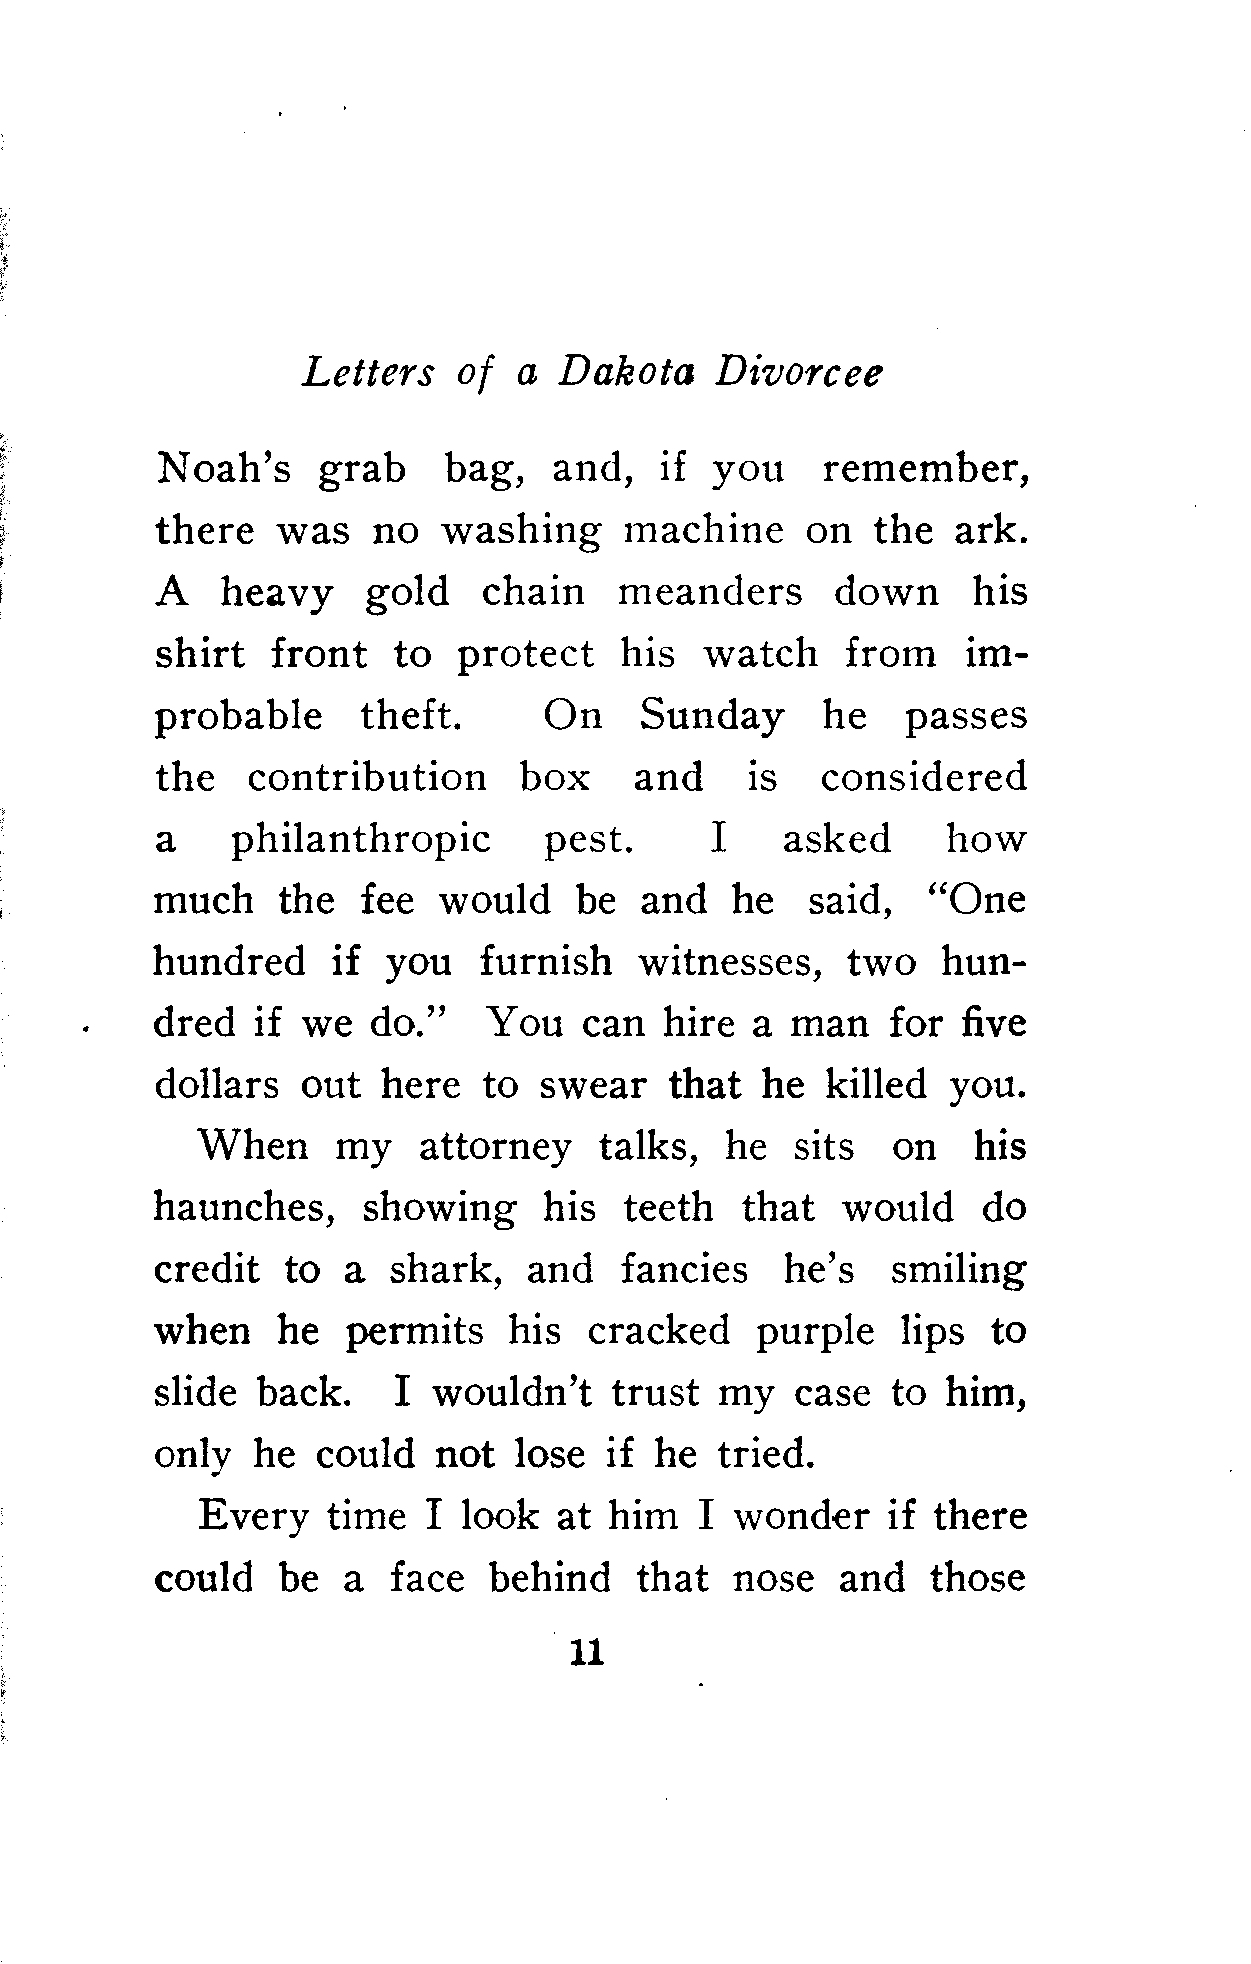 Letters of a Dakota Divorcee
Noah's grab bag, and, if you remember,
there was no washing machine on the ark.
A heavy gold chain meanders down his
shirt front to protect his watch from im-
probable theft. On Sunday he passes
the contribution box and is considered
a philanthropic pest. I asked how
much the fee would be and he said, “One
hundred if you furnish witnesses, two hun-
dred if we do.” You can hire a man for five
dollars out here to swear that he killed you.
When my attorney talks, he sits on his
haunches, showing his teeth that would do
credit to a shark, and fancies he's smiling
when he permits his cracked purple lips to
slide back. I wouldn't trust my case to him,
only he could not lose if he tried.
Every time I look at him I wonder if there
could be a face behind that nose and those
11